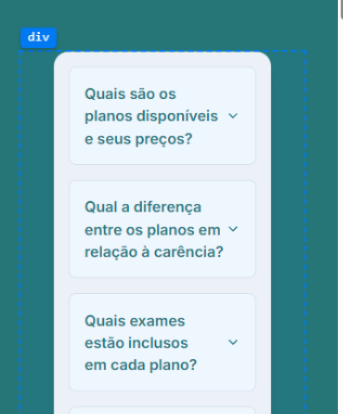 div
Quais são os
planos disponíveis
e seus preços?
Qual a diferença
entre os planos em
relação à carência?
Quais exames
estão inclusos
em cada plano?